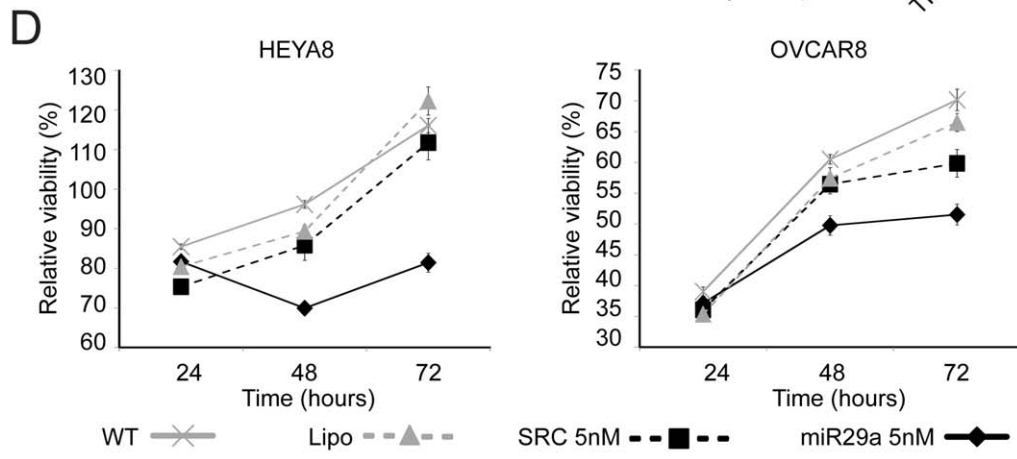 D
HEYA8
130
120
110
100
90
80
70
60
Relative viability (%)
24 48 72
Time (hours)
OVCAR8
75
70
65
60
55
50
45
40
35
30
Relative viability (%)
24 48 72
Time (hours)
WT Lipo SRC 5nM miR29a 5nM